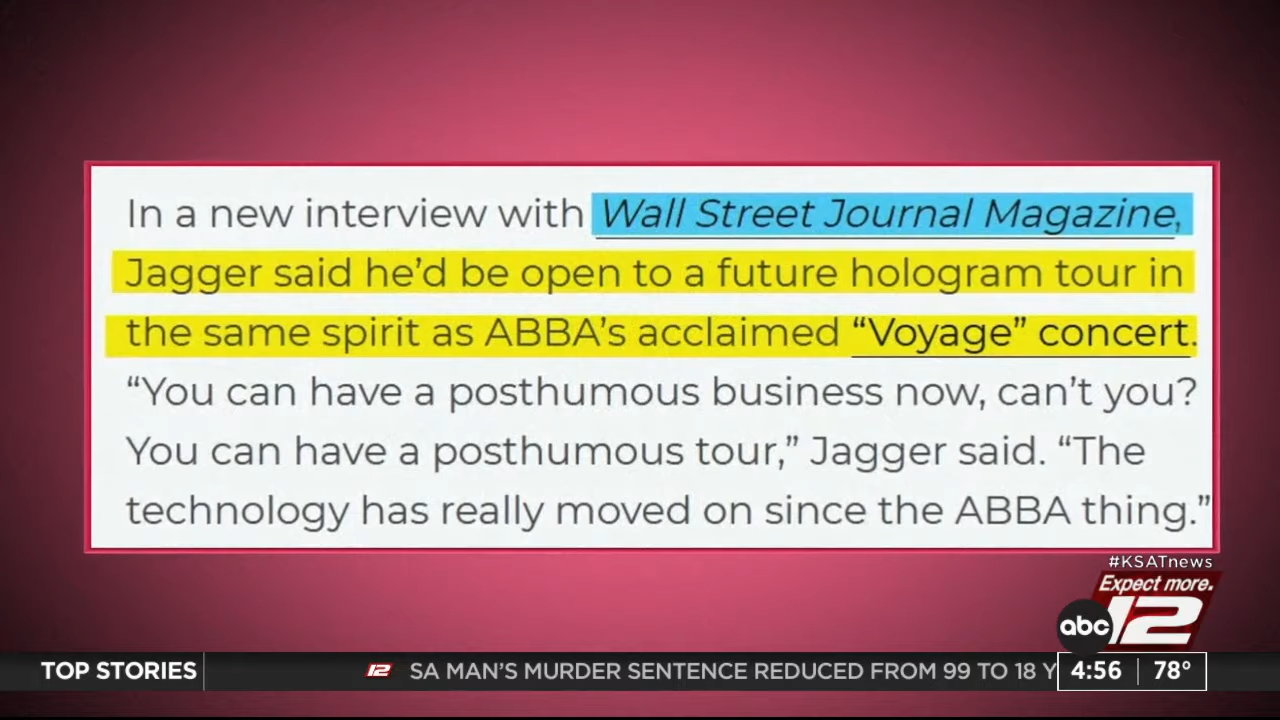 In a new interview with Wall Street Journal Magazine,
Jagger said he’d be open to a future hologram tour in
the same spirit as ABBA’s acclaimed “Voyage” concert.
“You can have a posthumous business now, can’t you?
You can have a posthumous tour,” Jagger said. “The
technology has really moved on since the ABBA thing.”
#KSATnews
Expect more.
abc 12
TOP STORIES 12 SA MAN’S MURDER SENTENCE REDUCED FROM 99 TO 18 Y 4:56 78°